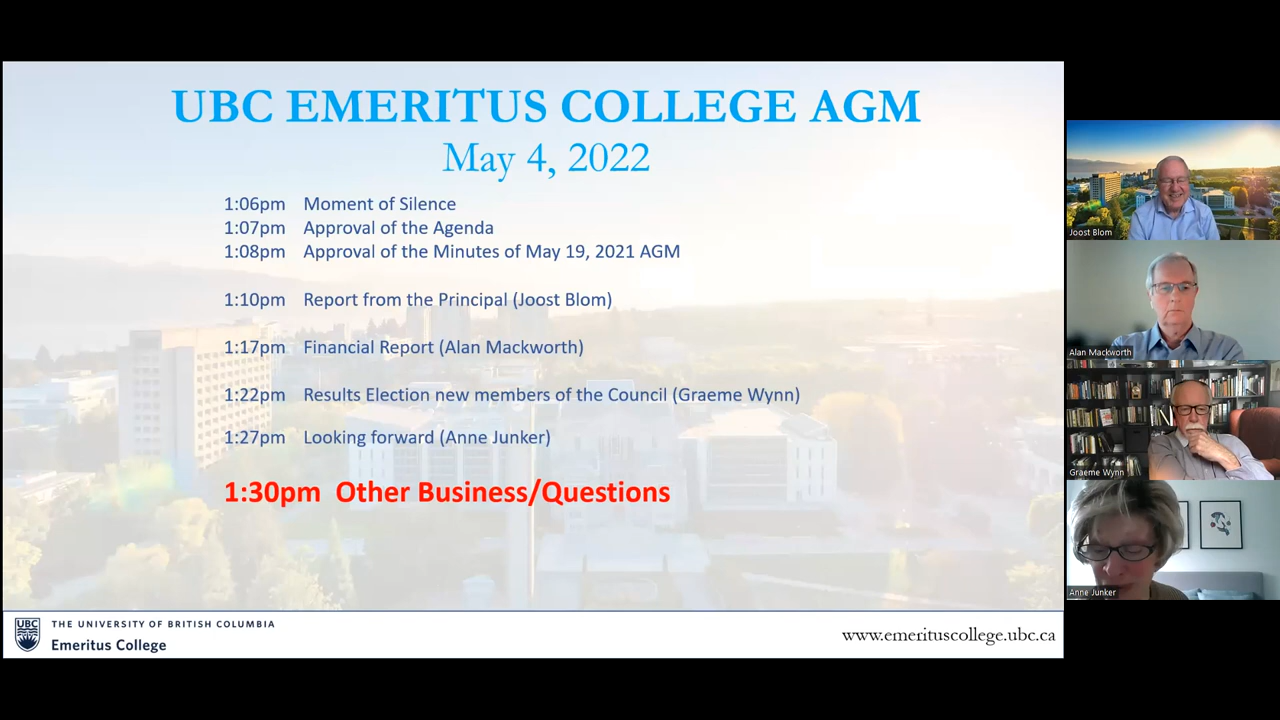 UBC EMERITUS COLLEGE AGM
May 4, 2022
1:06pm Moment of Silence
1:07pm Approval of the Agenda
1:08pm Approval of the Minutes of May 19, 2021 AGM
1:10pm Report from the Principal (Joost Blom)
1:17pm Financial Report (Alan Mackworth)
1:22pm Results Election new members of the Council (Graeme Wynn)
1:27pm Looking forward (Anne Junker)
1:30pm Other Business/Questions
UBC
THE UNIVERSITY OF BRITISH COLUMBIA
Emeritus College
www.emerituscollege.ubc.ca
Joost Blom
Alan Mackworth
Graeme Wynn
Anne Junker